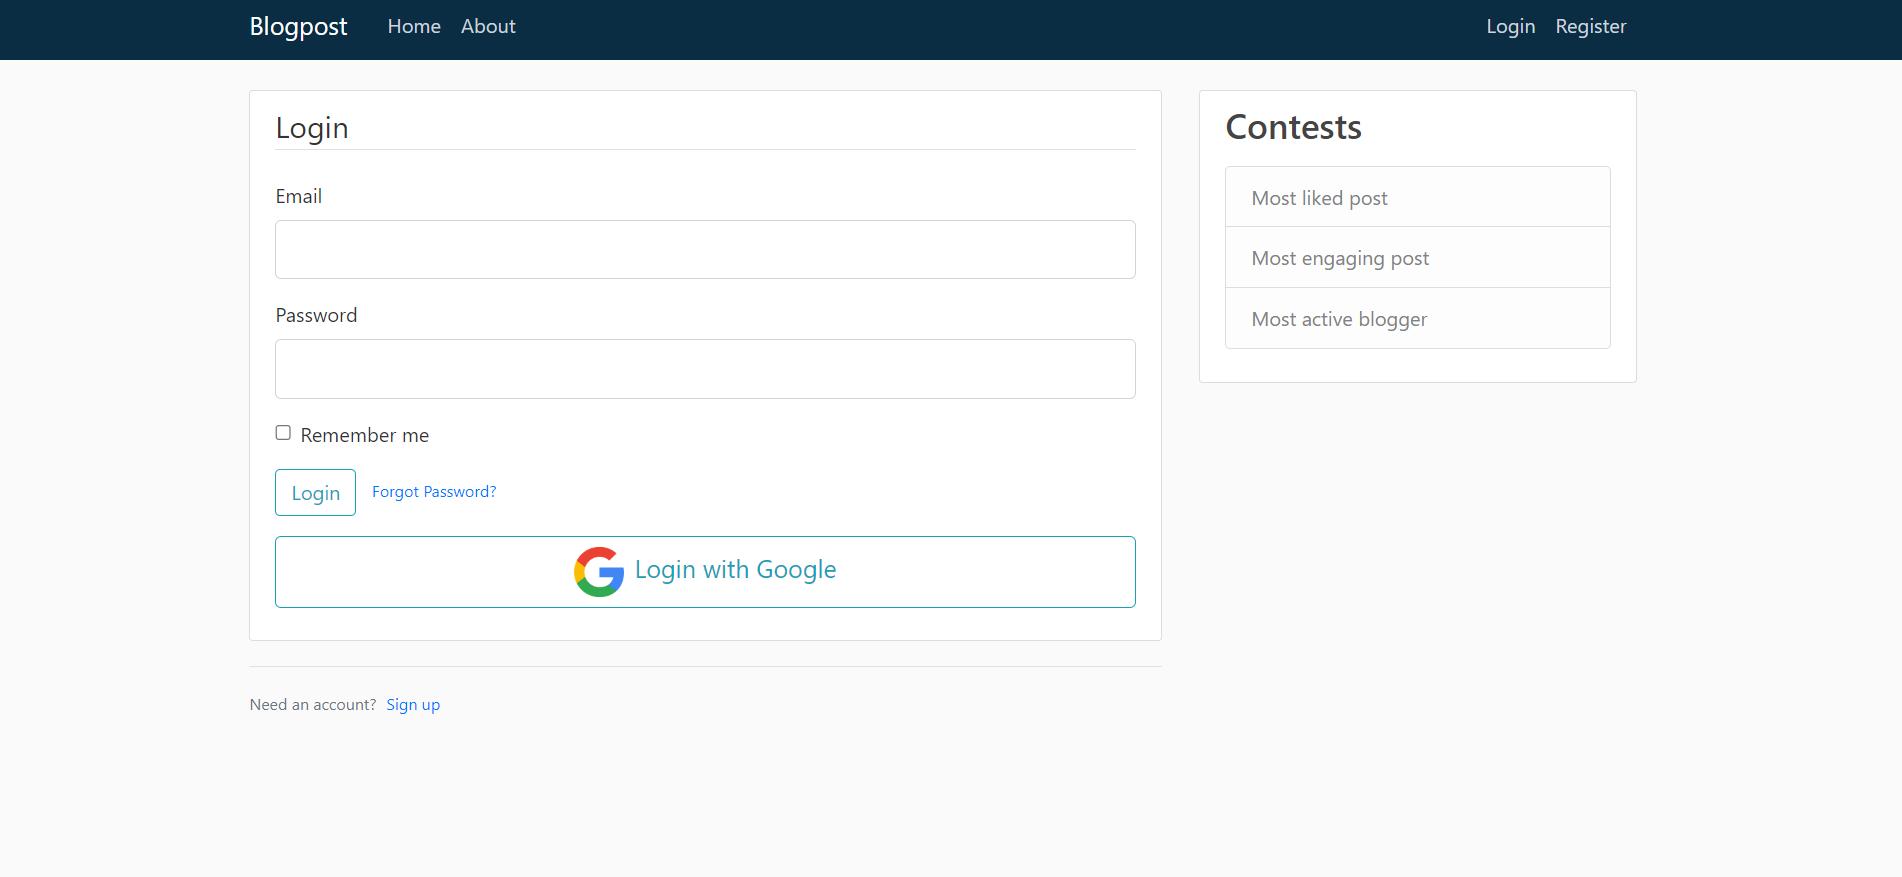 Blogpost Home About Login Register
Login
Email
Password
Remember me
Login Forgot Password?
Login with Google
Need an account? Sign up
Contests
Most liked post
Most engaging post
Most active blogger